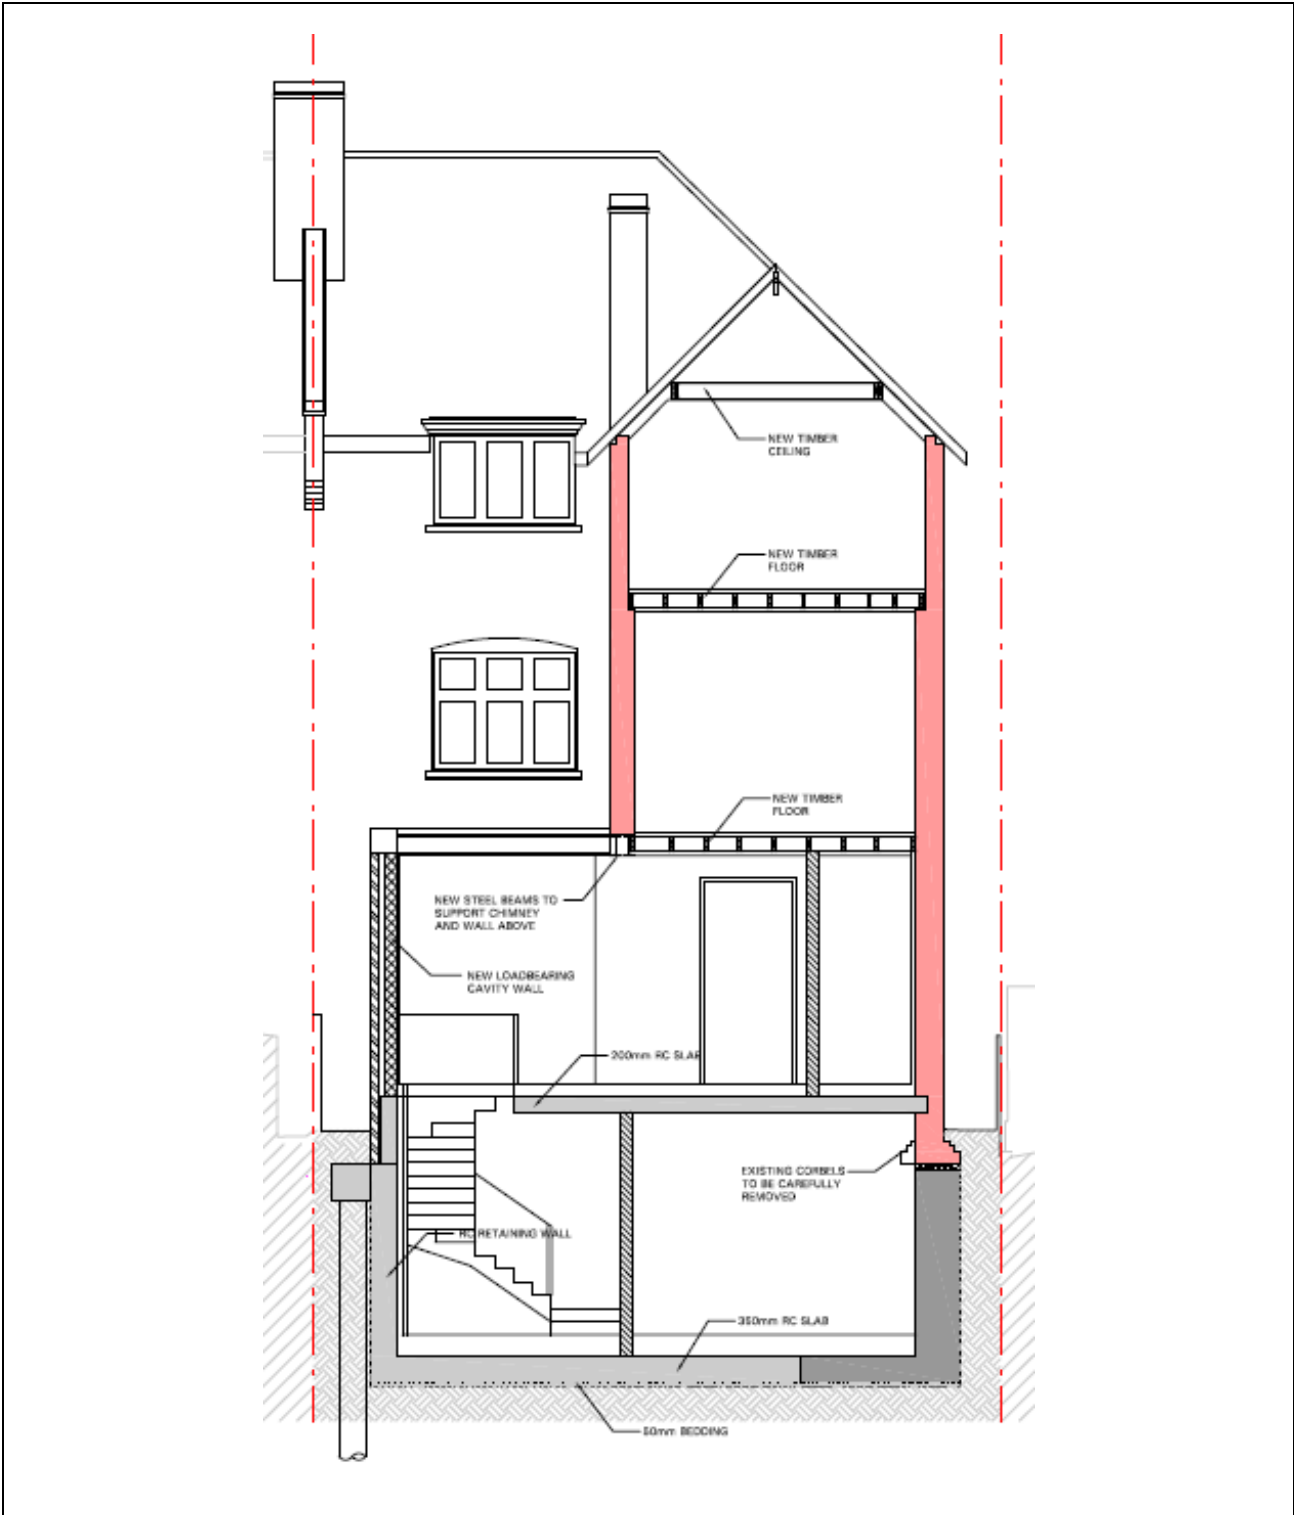 NEW TIMBER
CEILING
NEW TIMBER
FLOOR
NEW TIMBER
FLOOR
NEW STEEL BEAMS TO
SUPPORT CHIMNEY
AND WALL ABOVE
NEW LOADBEARING
CAVITY WALL
200mm RC SLAB
EXISTING CORBELS
TO BE CAREFULLY
REMOVED
RC RETAINING WALL
350mm RC SLAB
50mm BEDDING